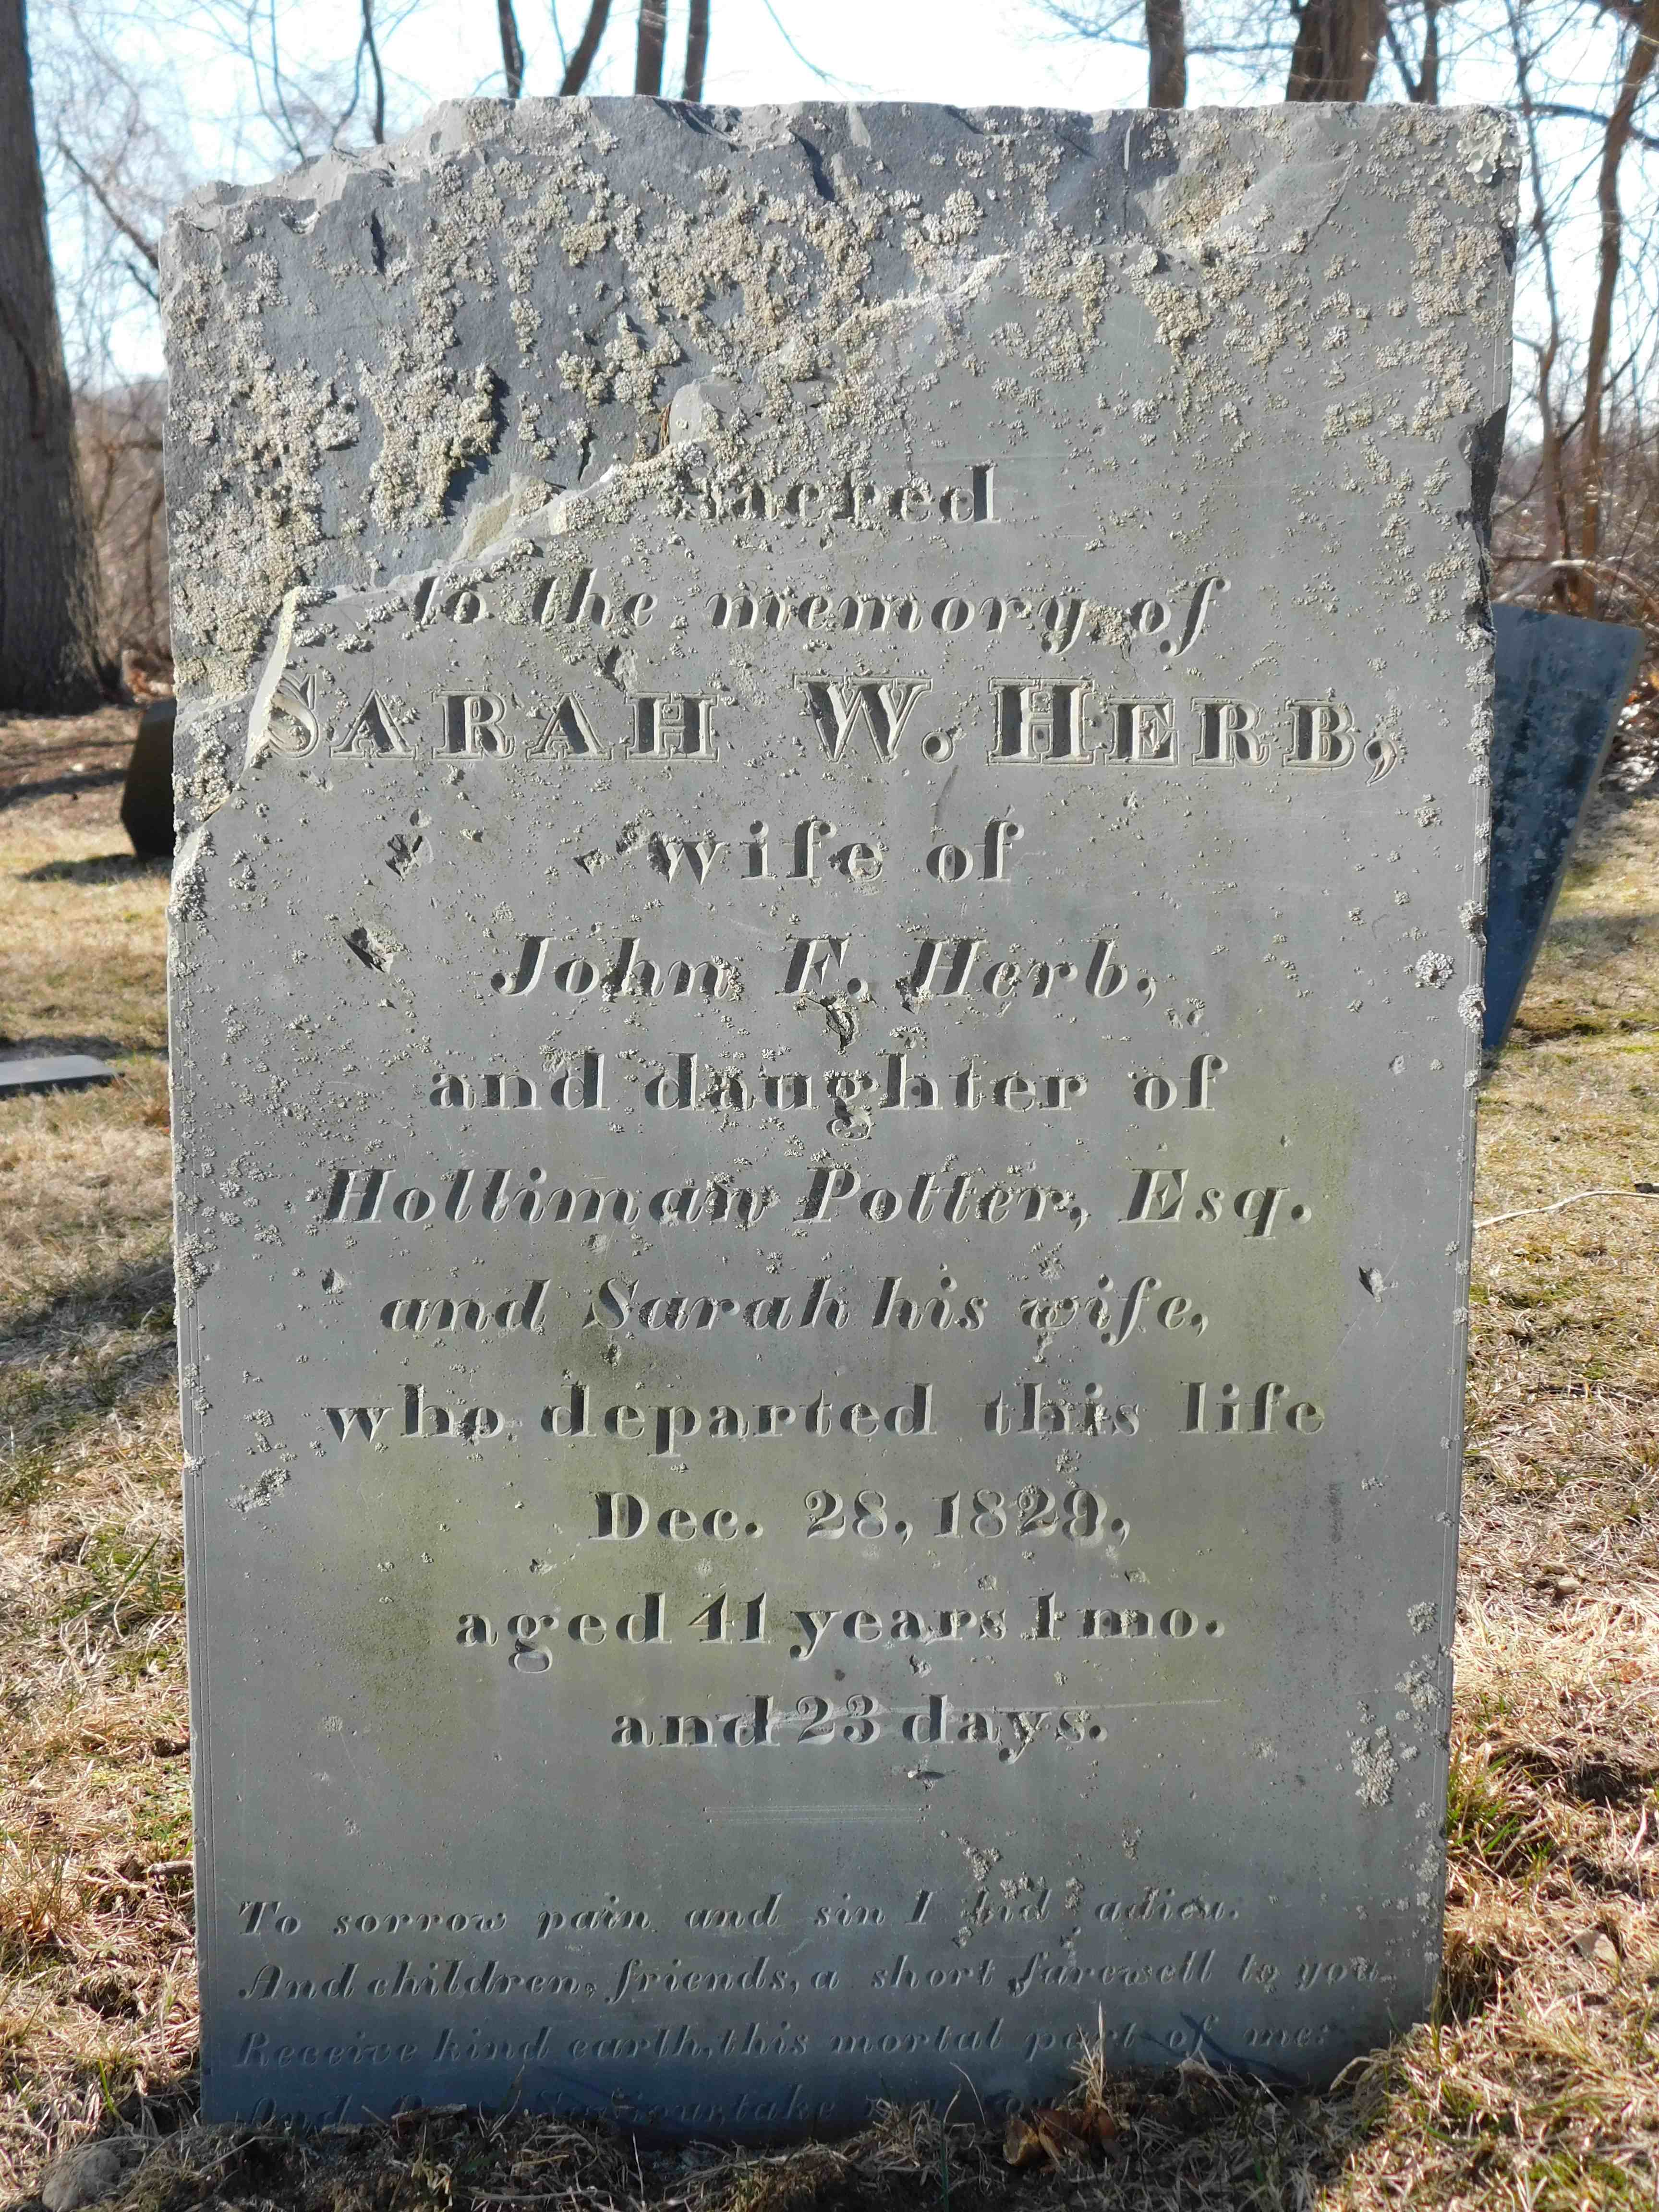 Sacred
to the memory of
SARAH W. HERB,
wife of
John F. Herb,
and daughter of
Holliman Potter, Esq.
and Sarah his wife,
who departed this life
Dec. 28, 1829,
aged 41 years 1 mo.
and 23 days.
To sorrow pain and sin I bid adieu.
And children, friends, a short farewell to you
Receive kind earth, this mortal part of me:
And Saviour, take